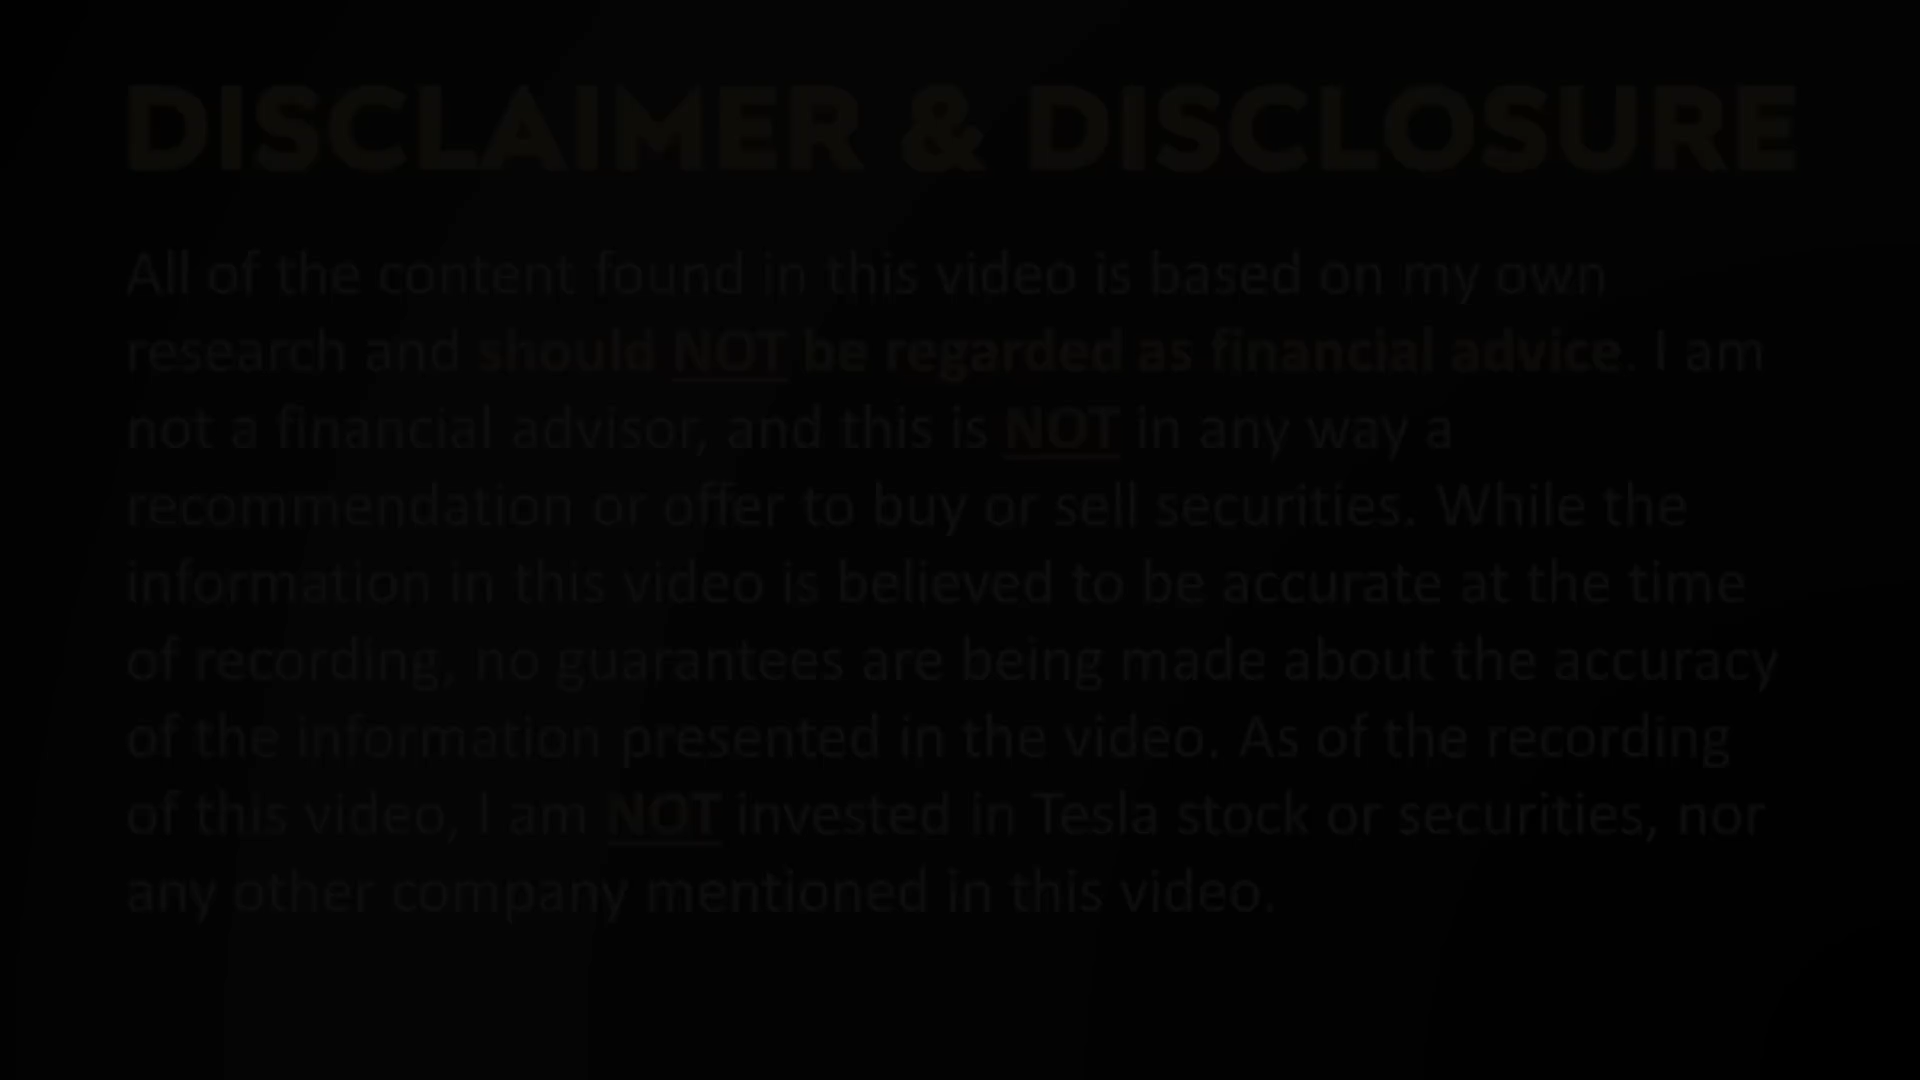 DISCLAIMER & DISCLOSURE
All of the content found in this video is based on my own
research and should NOT be regarded as financial advice. I am
not a financial advisor, and this is NOT in any way a
recommendation or offer to buy or sell securities. While the
information in this video is believed to be accurate at the time
of recording, no guarantees are being made about the accuracy
of the information presented in the video. As of the recording
of this video, I am NOT invested in Tesla stock or securities, nor
any other company mentioned in this video.